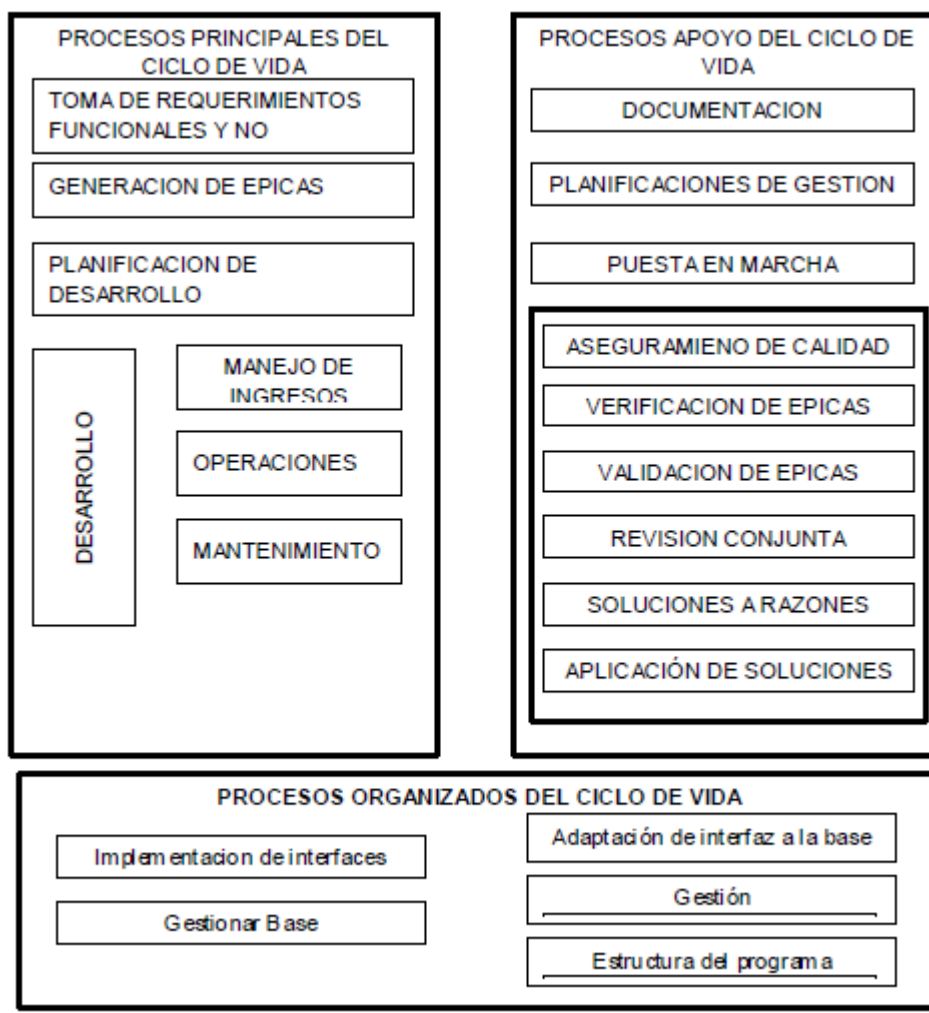 PROCESOS PRINCIPALES DEL
CICLO DE VIDA
TOMA DE REQUERIMIENTOS
FUNCIONALES Y NO
GENERACION DE EPICAS
PLANIFICACION DE
DESARROLLO
DESARROLLO
MANEJO DE
INGRESOS
OPERACIONES
MANTENIMIENTO
PROCESOS APOYO DEL CICLO DE
VIDA
DOCUMENTACION
PLANIFICACIONES DE GESTION
PUESTA EN MARCHA
ASEGURAMIENO DE CALIDAD
VERIFICACION DE EPICAS
VALIDACION DE EPICAS
REVISION CONJUNTA
SOLUCIONES A RAZONES
APLICACIÓN DE SOLUCIONES
PROCESOS ORGANIZADOS DEL CICLO DE VIDA
Implementacion de interfaces
Gestionar Base
Adaptación de interfaz a la base
Gestión
Estructura del programa